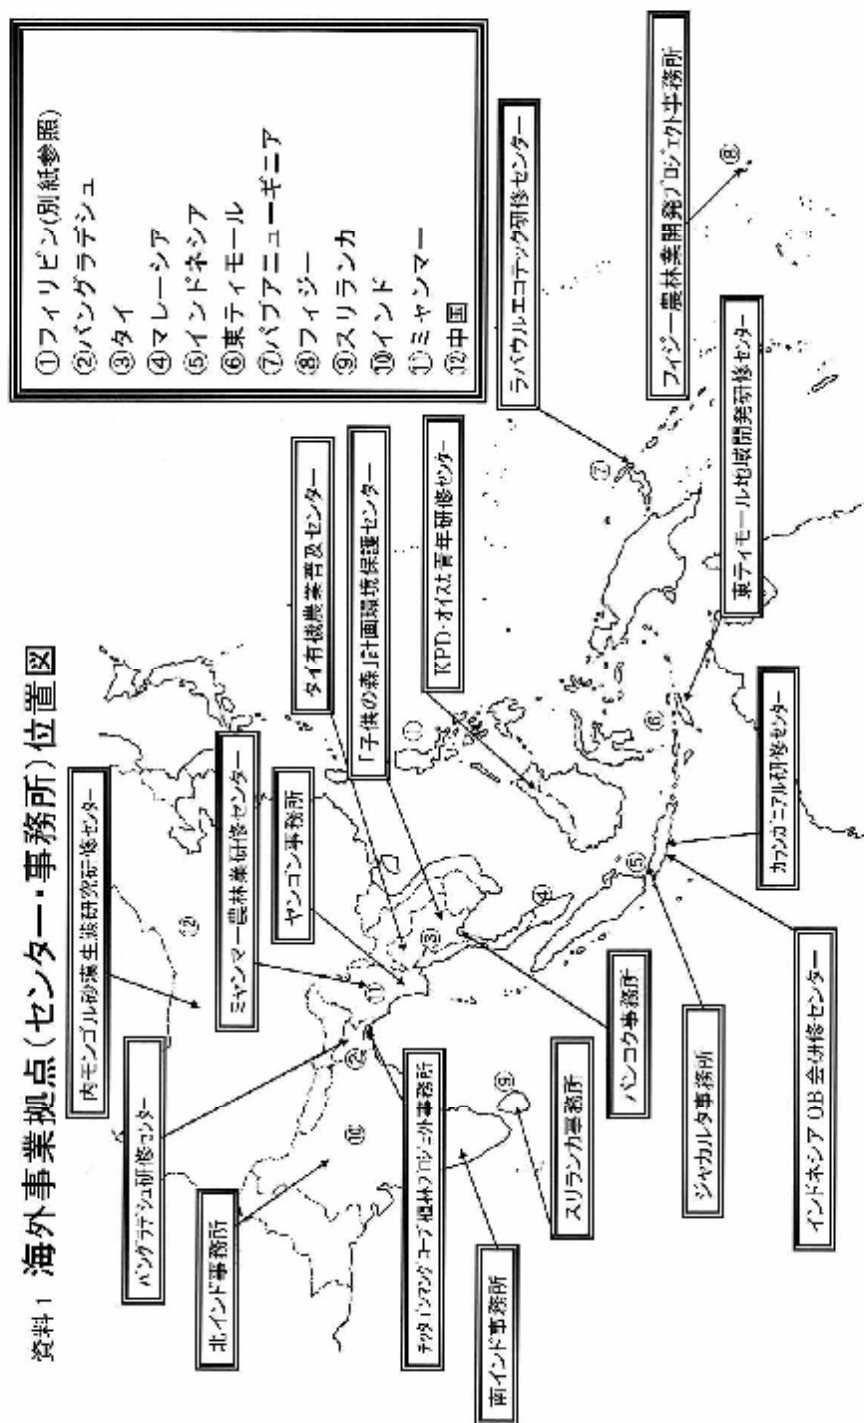 資料1 海外事業拠点(センター・事務所)位置図
①フィリピン(別紙参照)
②バングラデシュ
③タイ
④マレーシア
⑤インドネシア
⑥東ティモール
⑦パプアニューギニア
⑧フィジー
⑨スリランカ
⑩インド
⑪ミャンマー
⑫中国
内モンゴル砂漠生態研究研修センター
バングラデシュ研修センター
ミャンマー農林業研修センター
ヤンゴン事務所
タイ有機農業普及センター
「子供の森」計画環境保護センター
KPD・オイスカ青年研修センター
ラバウルエコテック研修センター
フィジー農林業開発プロジェクト事務所
北インド事務所
チッタゴンマングローブ植林プロジェクト事務所
南インド事務所
スリランカ事務所
バンコク事務所
ジャカルタ事務所
インドネシアOB会研修センター
カランガニアル研修センター
東ティモール地域開発研修センター
①
②
③
④
⑤
⑥
⑦
⑧
⑨
⑩
⑪
⑫